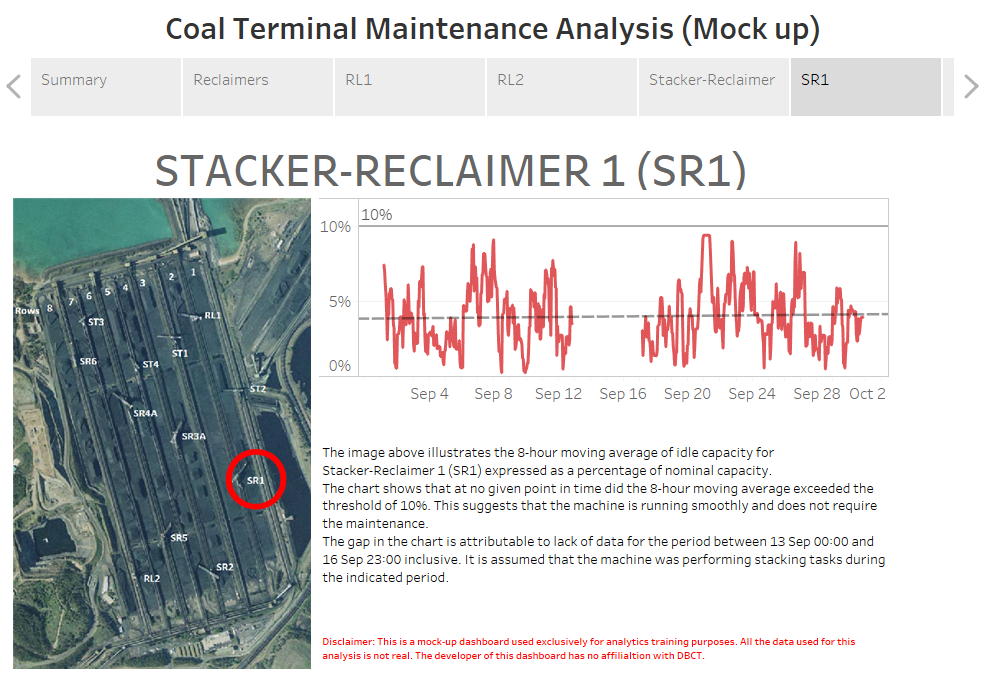 Coal Terminal Maintenance Analysis (Mock up)
Summary
Reclaimers
RL1
RL2
Stacker-Reclaimer
SR1
STACKER-RECLAIMER 1 (SR1)
Rows 8 7 6 5 4 3 2 1
ST3
RL1
SR6
ST4
ST1
ST2
SR4A
SR3A
SR1
SR5
RL2
SR2
10%
10%
5%
0%
Sep 4 Sep 8 Sep 12 Sep 16 Sep 20 Sep 24 Sep 28 Oct 2
The image above illustrates the 8-hour moving average of idle capacity for
Stacker-Reclaimer 1 (SR1) expressed as a percentage of nominal capacity.
The chart shows that at no given point in time did the 8-hour moving average exceeded the
threshold of 10%. This suggests that the machine is running smoothly and does not require
the maintenance.
The gap in the chart is attributable to lack of data for the period between 13 Sep 00:00 and
16 Sep 23:00 inclusive. It is assumed that the machine was performing stacking tasks during
the indicated period.
Disclaimer: This is a mock-up dashboard used exclusively for analytics training purposes. All the data used for this
analysis is not real. The developer of this dashboard has no affilialtion with DBCT.